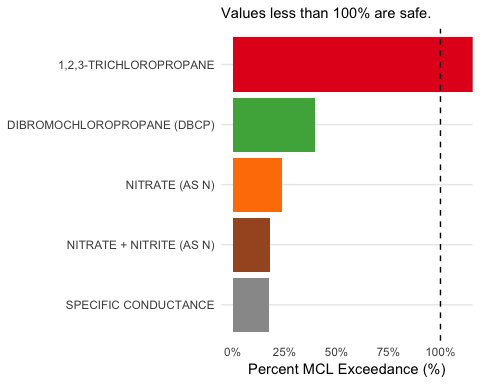 Values less than 100% are safe.
1,2,3-TRICHLOROPROPANE
DIBROMOCHLOROPROPANE (DBCP)
NITRATE (AS N)
NITRATE + NITRITE (AS N)
SPECIFIC CONDUCTANCE
0% 25% 50% 75% 100%
Percent MCL Exceedance (%)